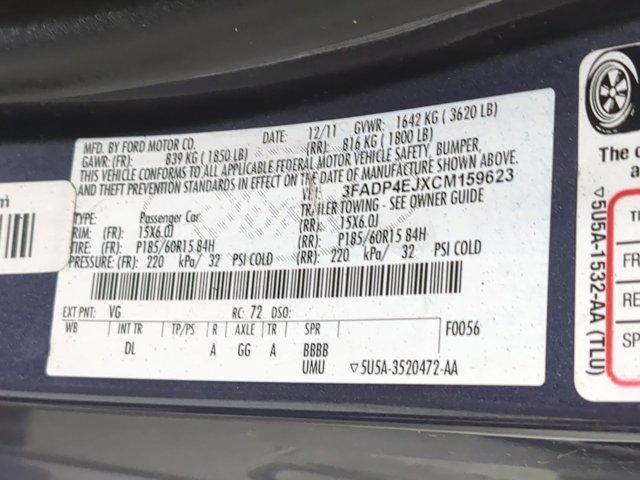 MFD. BY FORD MOTOR CO. DATE: 12/11 GVWR: 1642 KG ( 3620 LB)
GAWR: (FR): 839 KG ( 1850 LB) (RR): 816 KG ( 1800 LB)
THIS VEHICLE CONFORMS TO ALL APPLICABLE FEDERAL MOTOR VEHICLE SAFETY, BUMPER,
AND THEFT PREVENTION STANDARDS IN EFFECT ON THE DATE OF MANUFACTURE SHOWN ABOVE.
3FADP4EJXCM159623
TYPE: Passenger Car TRAILER TOWING - SEE OWNER GUIDE
RIM: (FR): 15X6.0J (RR): 15X6.0J
TIRE: (FR): P185/60R15 84H (RR): P185/60R15 84H
PRESSURE: (FR): 220 kPa/ 32 PSI COLD (RR): 220 kPa/ 32 PSI COLD
EXT PNT: VG RC: 72 DSO:
WB INT TR TP/PS R AXLE TR SPR F0056
DL A GG A BBBB
UMU ▽5U5A-3520472-AA
▽5U5A-1532-AA (TLU)
The c
T
FR
RE
SP